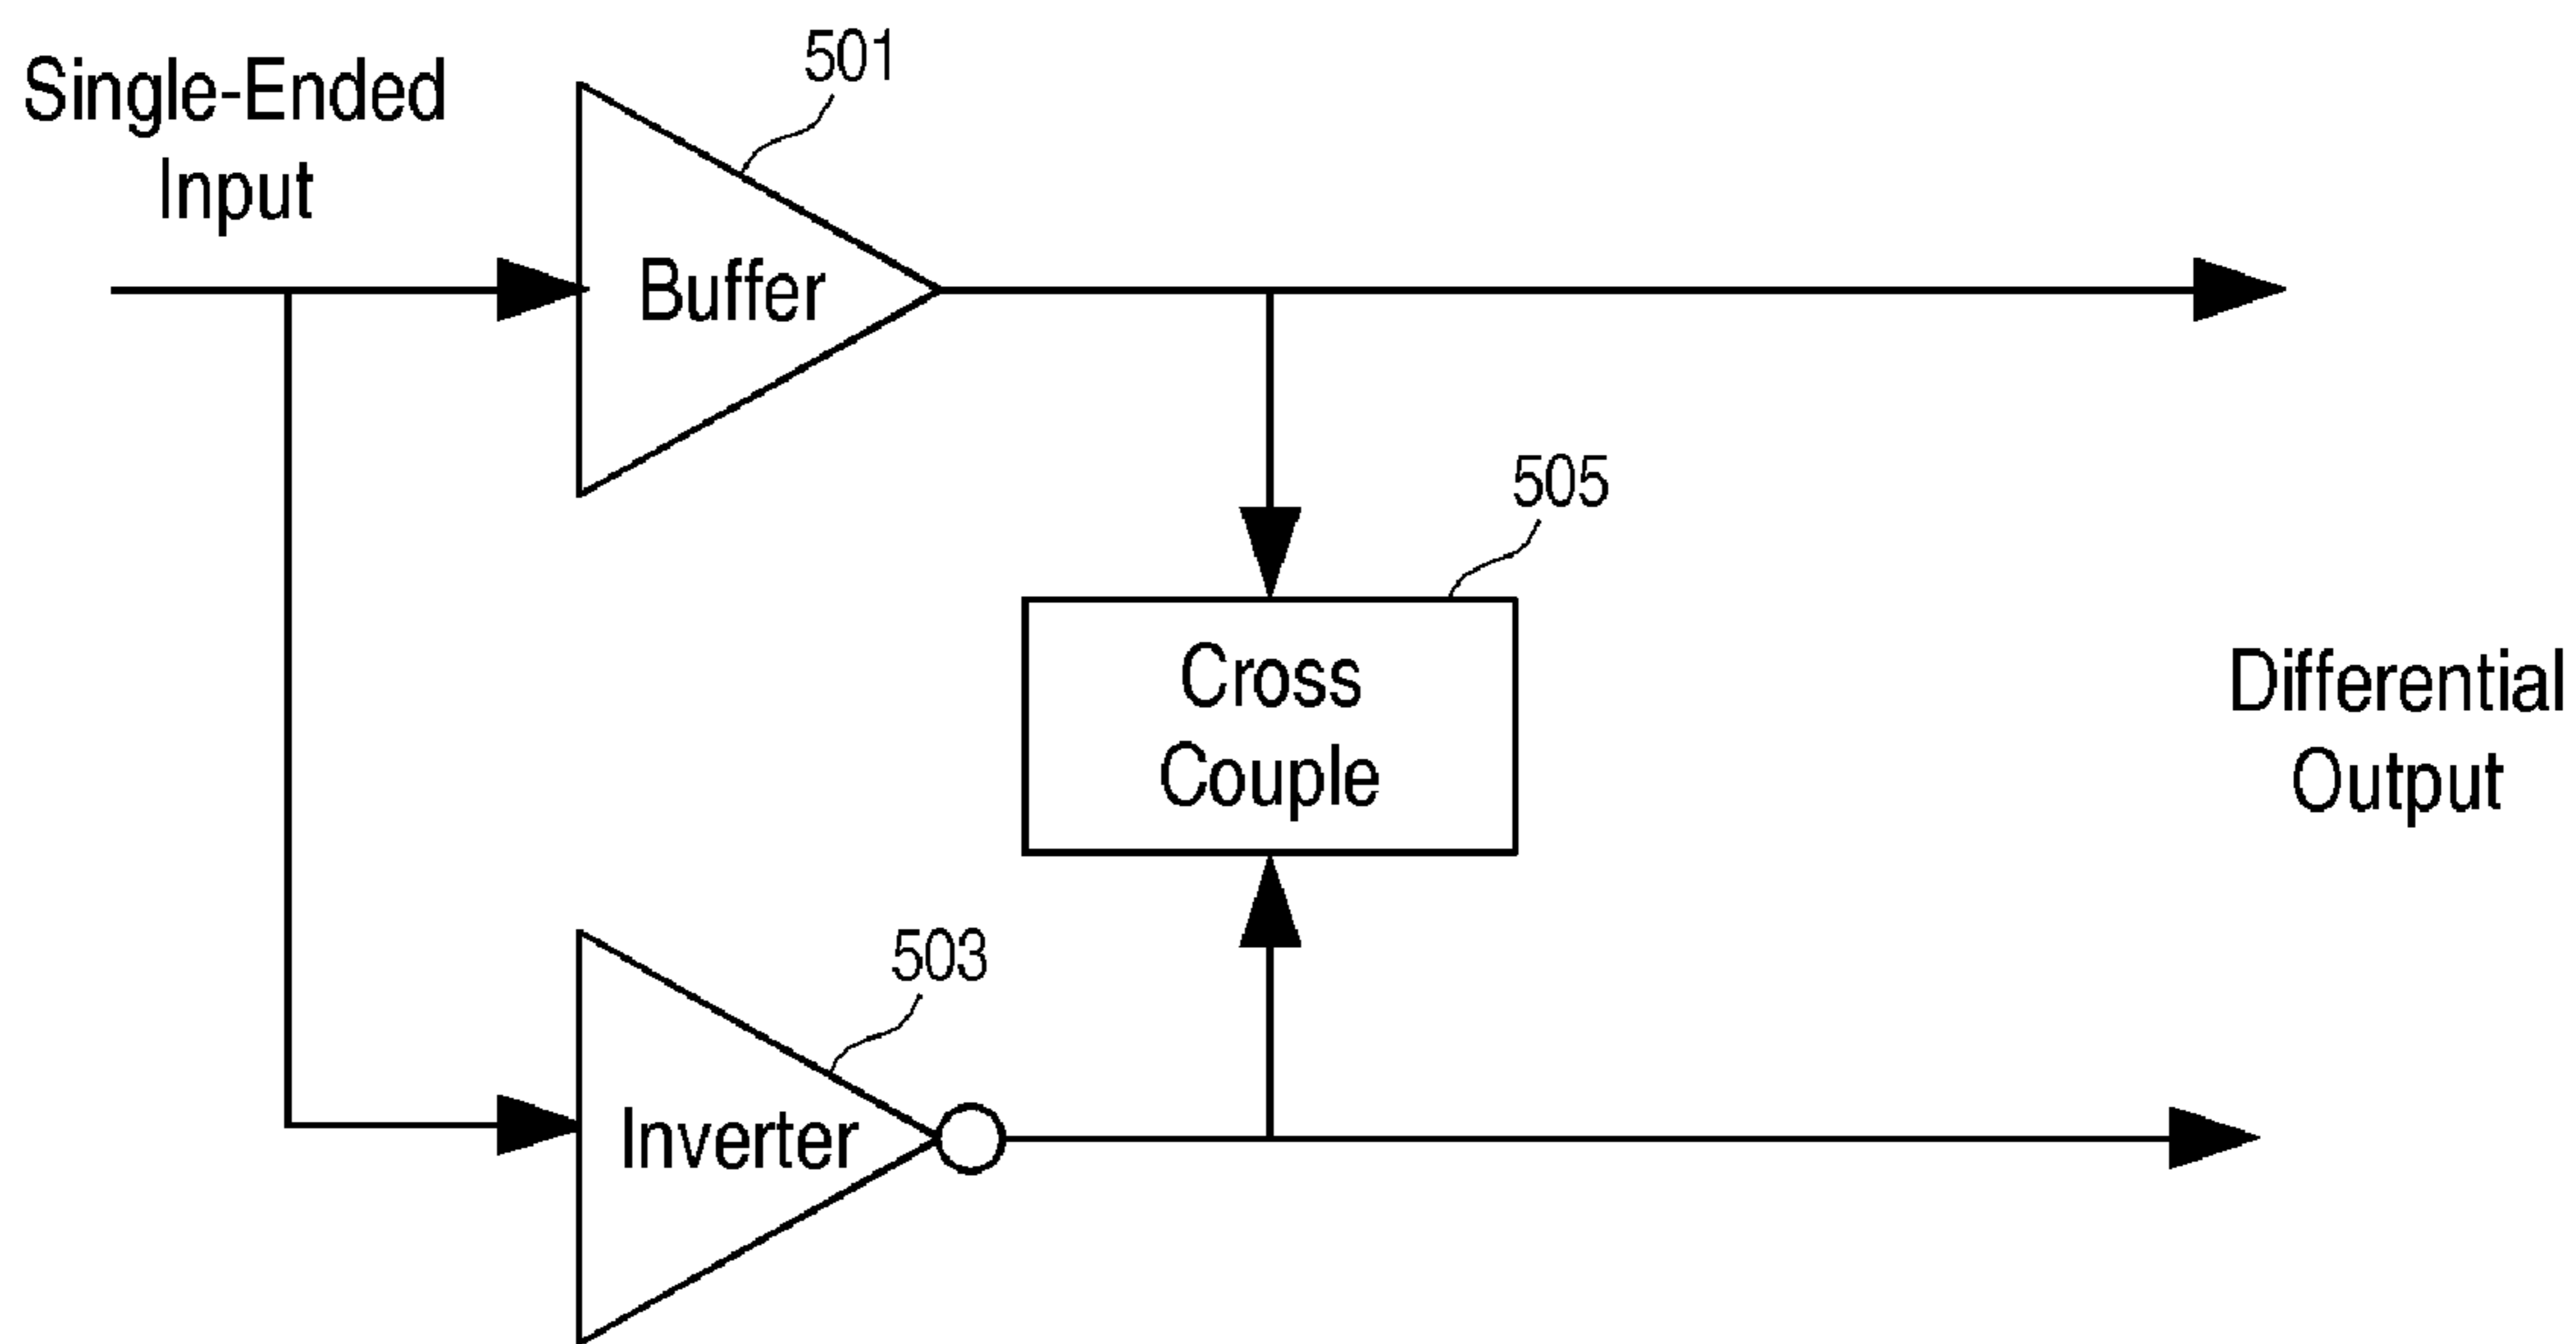 Single-Ended
Input
501
Buffer
505
Cross
Couple
Differential
Output
503
Inverter